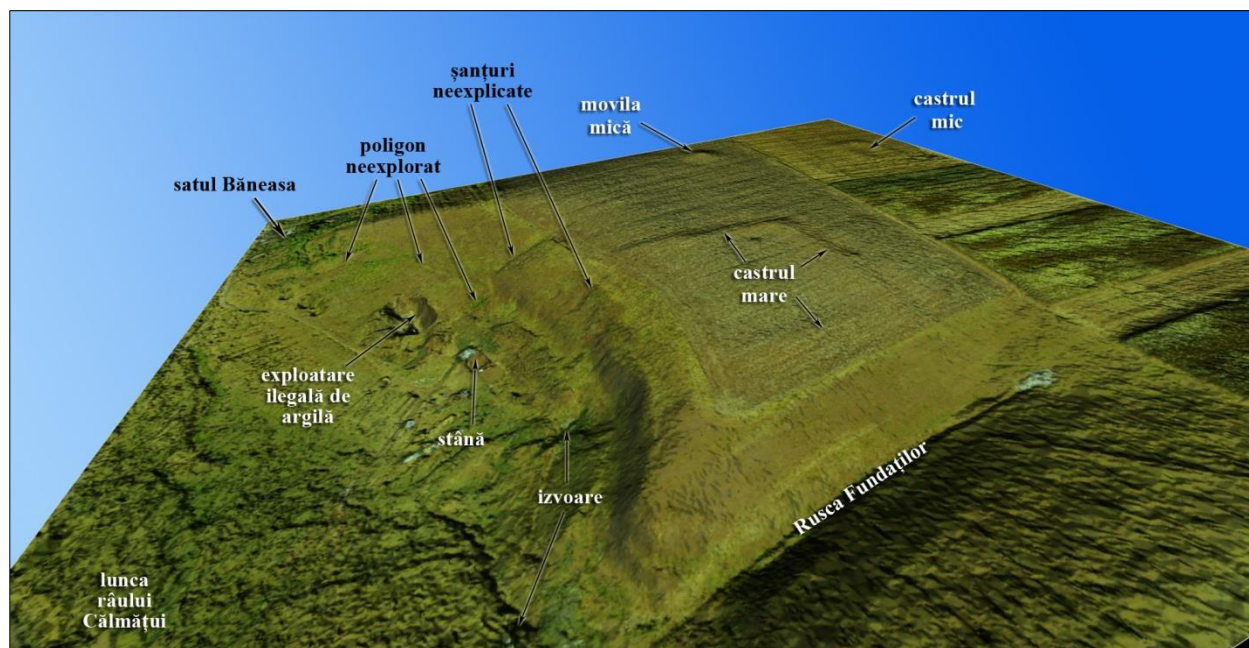 șanțuri
neexplicate
movila
mică
castrul
mic
poligon
neexplorat
satul Băneasa
castrul
mare
exploatare
ilegală de
argilă
stână
izvoare
Rusca Fundaților
lunca
râului
Călmățui